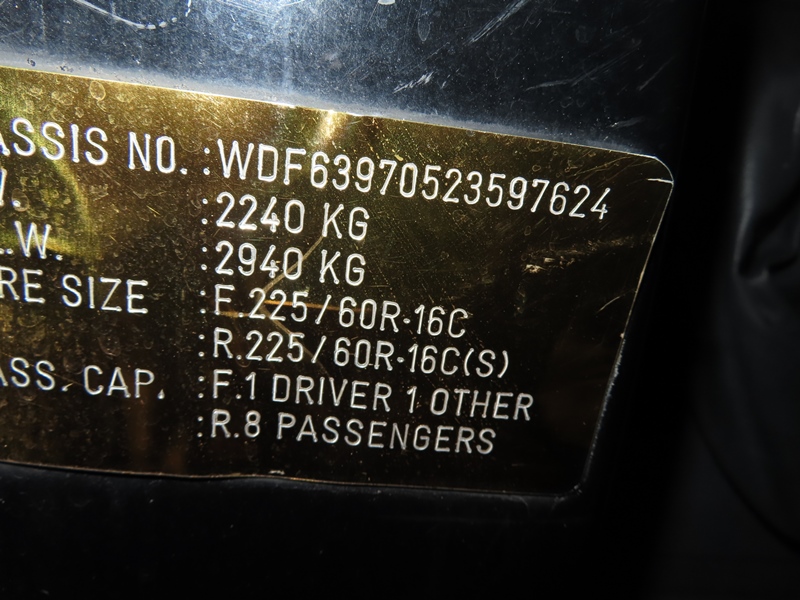 ASSIS NO. :WDF63970523597624
W. :2240 KG
L.W. :2940 KG
RE SIZE :F.225/60R-16C
:R.225/60R-16C(S)
ASS. CAP. :F.1 DRIVER 1 OTHER
:R.8 PASSENGERS